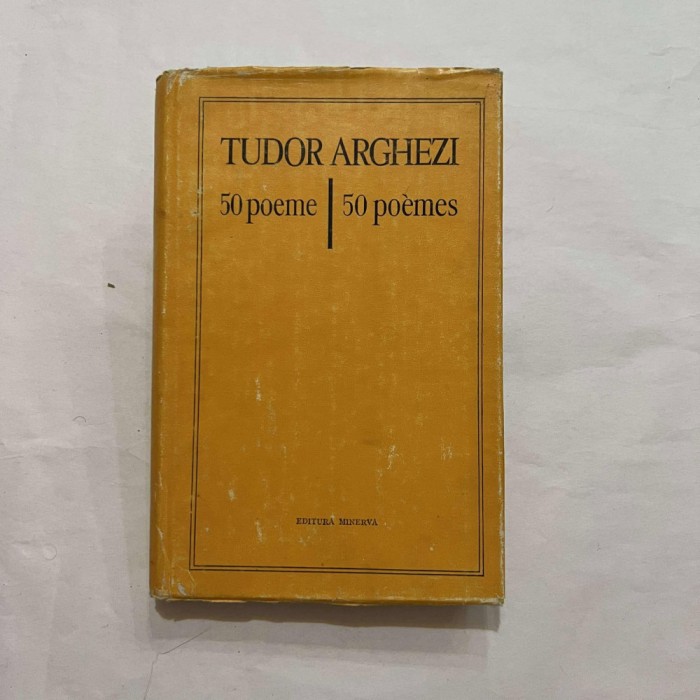 TUDOR ARGHEZI
50 poeme | 50 poèmes
EDITURA MINERVA